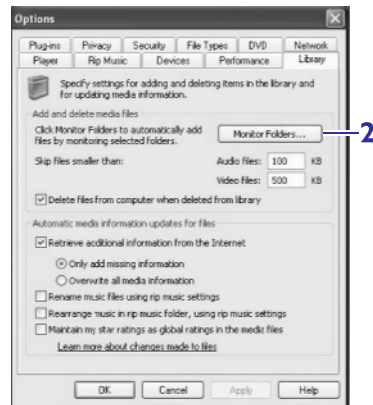 Options
Plug-ins Privacy Security File Types DVD Network
Player Rip Music Devices Performance Library
Specify settings for adding and deleting items in the library and
for updating media information.
Add and delete media files
Click Monitor Folders to automatically add
files by monitoring selected folders.
Monitor Folders...
2
Skip files smaller than: Audio files: 100 KB
Video files: 500 KB
Delete files from computer when deleted from library
Automatic media information updates for files
Retrieve additional information from the Internet
Only add missing information
Overwrite all media information
Rename music files using rip music settings
Rearrange music in rip music folder, using rip music settings
Maintain my star ratings as global ratings in the media files
Learn more about changes made to files
OK Cancel Apply Help